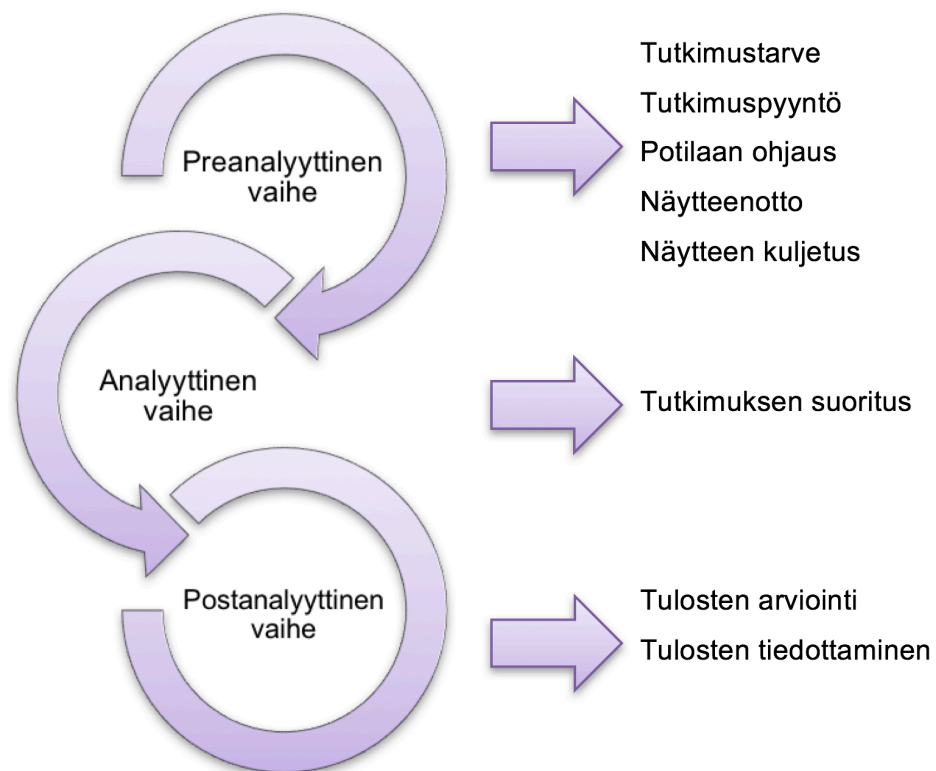 Preanalyyttinen
vaihe
Tutkimustarve
Tutkimuspyyntö
Potilaan ohjaus
Näytteenotto
Näytteen kuljetus
Analyyttinen
vaihe
Tutkimuksen suoritus
Postanalyyttinen
vaihe
Tulosten arviointi
Tulosten tiedottaminen